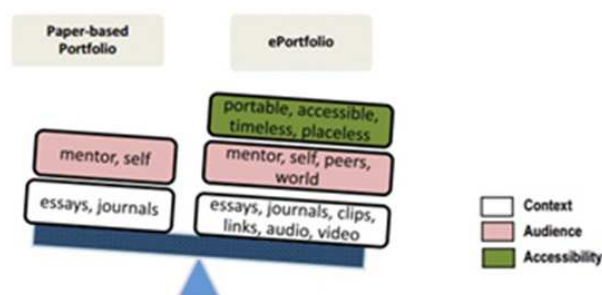 Paper-based
Portfolio
ePortfolio
portable, accessible,
timeless, placeless
mentor, self
mentor, self, peers,
world
essays, journals
essays, journals, clips,
links, audio, video
Context
Audience
Accessibility